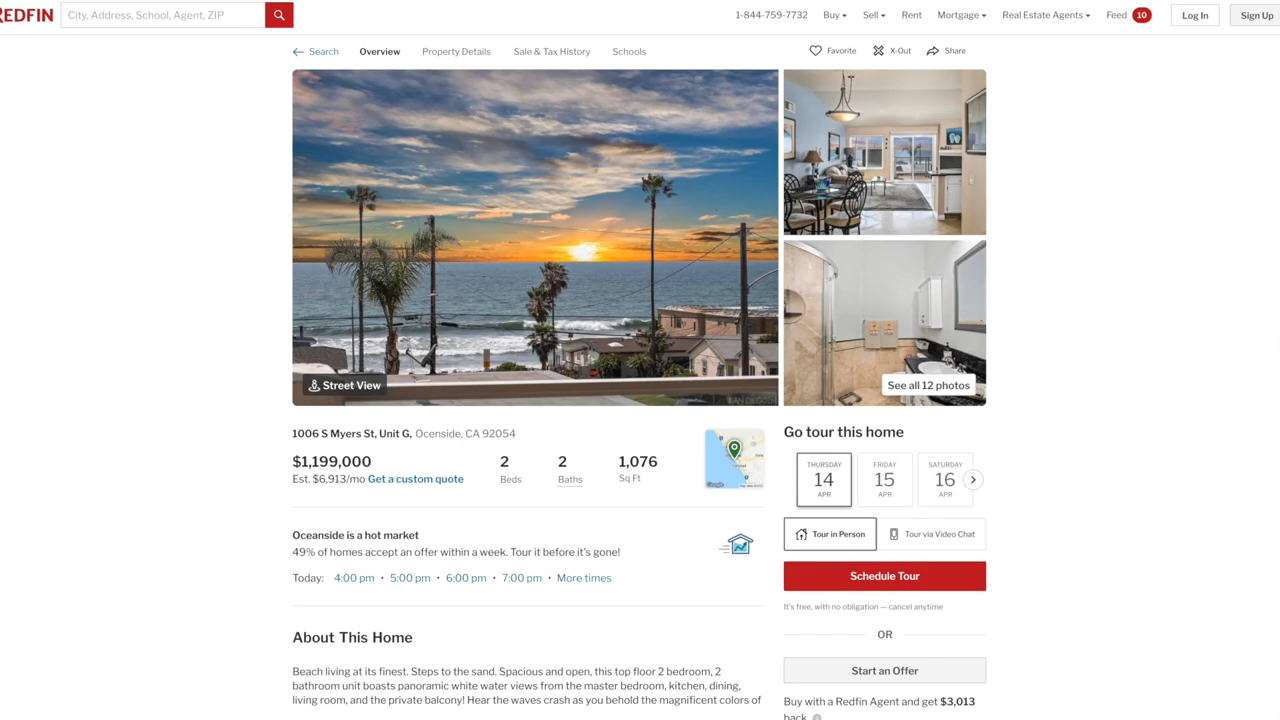 REDFIN
City, Address, School, Agent, ZIP
1-844-759-7732 Buy Sell Rent Mortgage Real Estate Agents Feed 10 Log In Sign Up
Search Overview Property Details Sale & Tax History Schools Favorite X-Out Share
Street View
See all 12 photos
1006 S Myers St, Unit G, Ocenside, CA 92054
$1,199,000
Est. $6,913/mo Get a custom quote
2
Beds
2
Baths
1,076
Sq Ft
Google
Oceanside is a hot market
49% of homes accept an offer within a week. Tour it before it's gone!
Today: 4:00 pm • 5:00 pm • 6:00 pm • 7:00 pm • More times
About This Home
Beach living at its finest. Steps to the sand. Spacious and open, this top floor 2 bedroom, 2
bathroom unit boasts panoramic white water views from the master bedroom, kitchen, dining,
living room, and the private balcony! Hear the waves crash as you behold the magnificent colors of
Go tour this home
THURSDAY
14
APR
FRIDAY
15
APR
SATURDAY
16
APR
Tour in Person
Tour via Video Chat
Schedule Tour
It's free, with no obligation — cancel anytime
OR
Start an Offer
Buy with a Redfin Agent and get $3,013
back